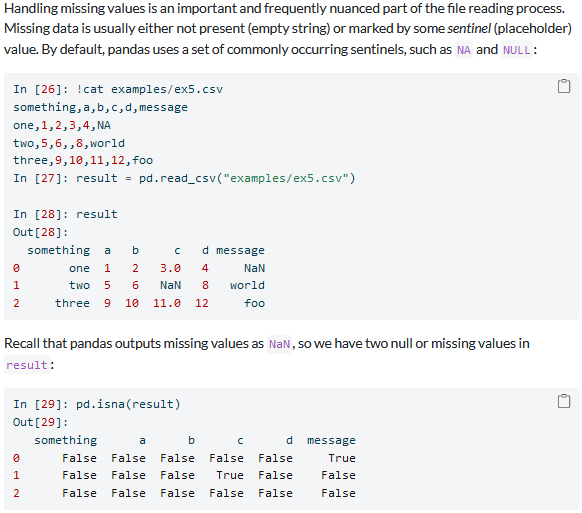 Handling missing values is an important and frequently nuanced part of the file reading process.
Missing data is usually either not present (empty string) or marked by some sentinel (placeholder)
value. By default, pandas uses a set of commonly occurring sentinels, such as NA and NULL:
In [26]: !cat examples/ex5.csv
something,a,b,c,d,message
one,1,2,3,4,NA
two,5,6,,8,world
three,9,10,11,12,foo
In [27]: result = pd.read_csv("examples/ex5.csv")
In [28]: result
Out[28]:
  something  a   b     c   d message
0       one  1   2   3.0   4     NaN
1       two  5   6   NaN   8   world
2     three  9  10  11.0  12     foo
Recall that pandas outputs missing values as NaN, so we have two null or missing values in
result:
In [29]: pd.isna(result)
Out[29]:
   something      a      b      c      d  message
0      False  False  False  False  False     True
1      False  False  False   True  False    False
2      False  False  False  False  False    False